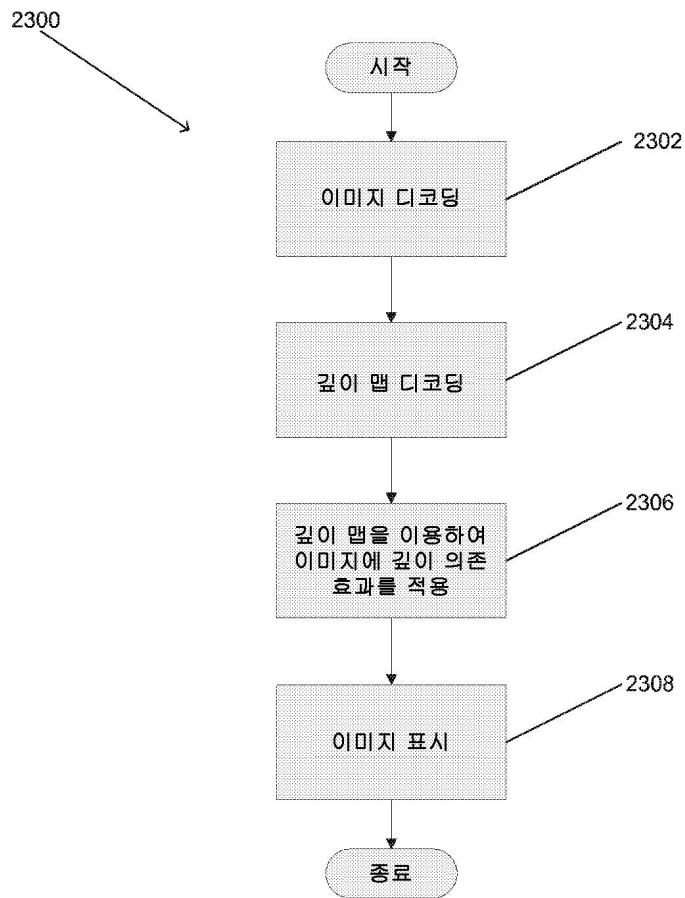 2300
시작
2302
이미지 디코딩
2304
깊이 맵 디코딩
2306
깊이 맵을 이용하여
이미지에 깊이 의존
효과를 적용
2308
이미지 표시
종료